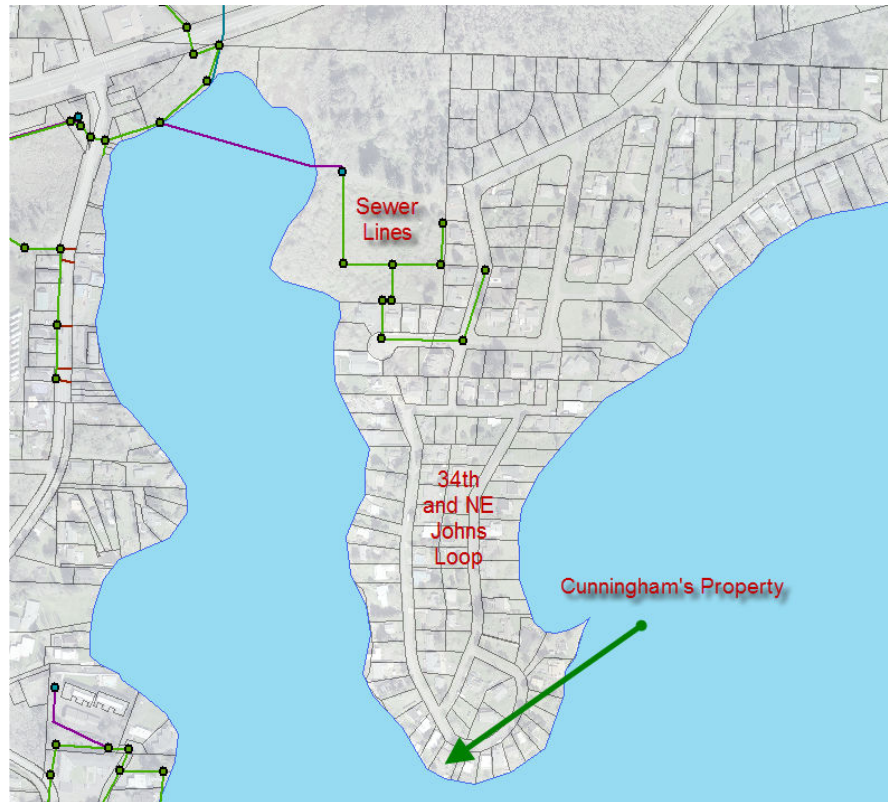 Sewer
Lines
34th
and NE
Johns
Loop
Cunningham's Property